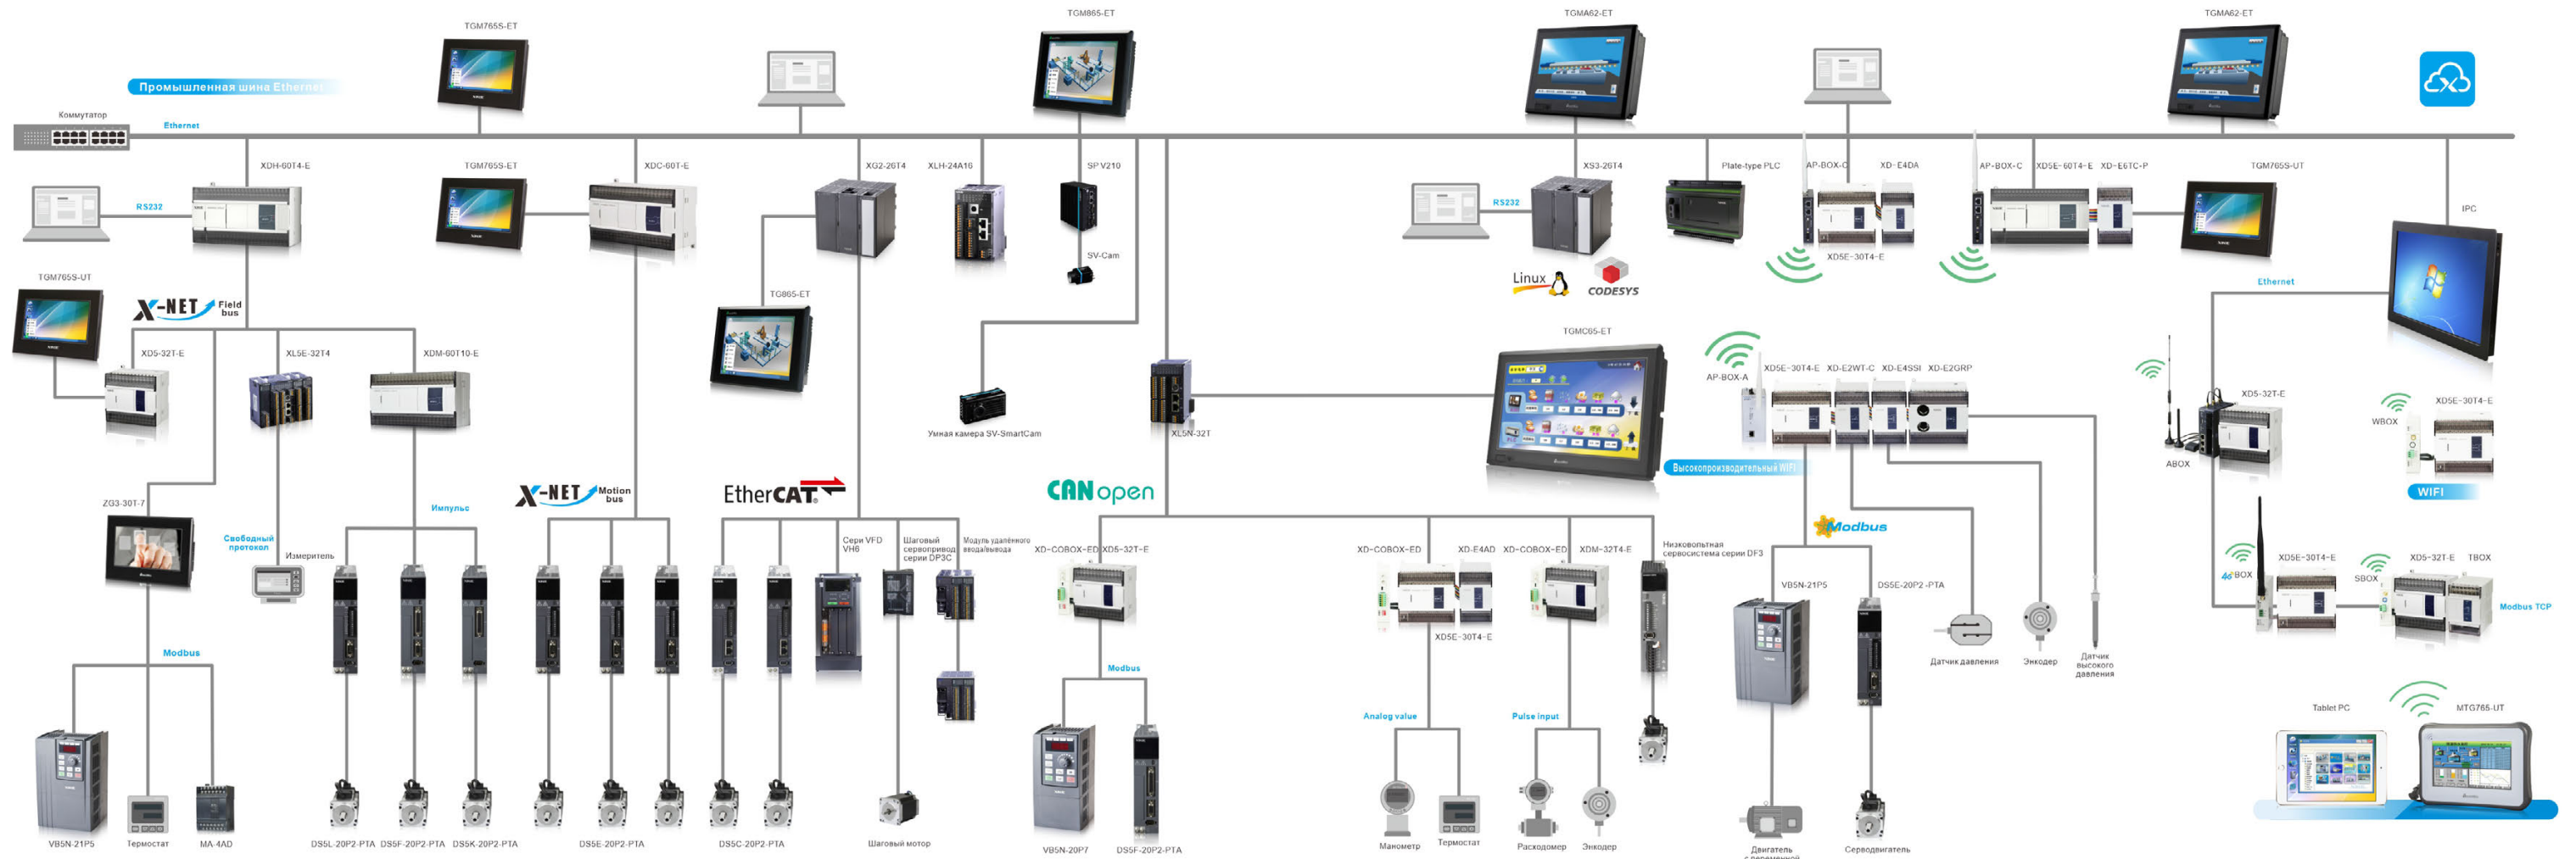 TGM765S-ET
TGM865-ET
TGMA62-ET
TGMA62-ET
Промышленная шина Ethernet
Коммутатор
Ethernet
XDH-60T4-E
TGM765S-ET
XDC-60T-E
XG2-26T4
XLH-24A16
SP V210
XS3-26T4
Plate-type PLC
AP-BOX-C
XD-E4DA
AP-BOX-C
XD5E-60T4-E
XD-E6TC-P
TGM765S-UT
RS232
RS232
IPC
SV-Cam
XD5E-30T4-E
TGM765S-UT
Linux
CODESYS
Ethernet
X-NET Field
bus
TG865-ET
TGMC65-ET
XD5-32T-E
XL5E-32T4
XDM-60T10-E
AP-BOX-A
XD5E-30T4-E
XD-E2WT-C
XD-E4SSI
XD-E2GRP
XD5-32T-E
XD5E-30T4-E
WBOX
Умная камера SV-SmartCam
XL5N-32T
ABOX
Высокопроизводительный WIFI
WIFI
ZG3-30T-7
Импульс
X-NET Motion
bus
EtherCAT
CANopen
Modbus
Свободный
протокол
Измеритель
Сери VFD
VH6
Шаговый
сервопривод
серии DP3C
Модуль удалённого
ввода/вывода
XD-COBOX-ED
XD5-32T-E
XD-COBOX-ED
XD-E4AD
XD-COBOX-ED
XDM-32T4-E
Низковольтная
сервосистема серии DF3
VB5N-21P5
DS5E-20P2-PTA
4G BOX
XD5E-30T4-E
SBOX
XD5-32T-E
TBOX
Modbus TCP
XD5E-30T4-E
Modbus
Modbus
Датчик давления
Энкодер
Датчик
высокого
давления
Analog value
Pulse input
Tablet PC
MTG765-UT
VB5N-21P5
Термостат
MA-4AD
DS5L-20P2-PTA
DS5F-20P2-PTA
DS5K-20P2-PTA
DS5E-20P2-PTA
DS5C-20P2-PTA
Шаговый мотор
VB5N-20P7
DS5F-20P2-PTA
Манометр
Термостат
Расходомер
Энкодер
Двигатель
с переменной
Серводвигатель